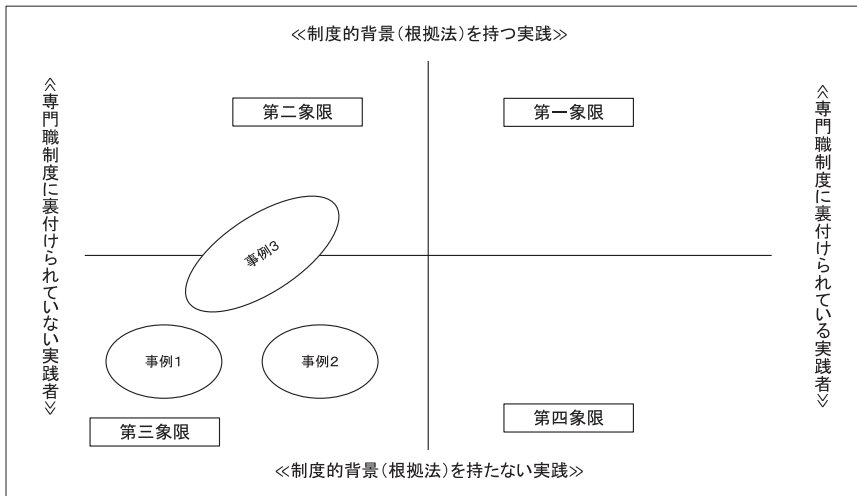 ≪制度的背景（根拠法）を持つ実践≫
≪専門職制度に裏付けられていない実践者≫
第二象限
第一象限
≪専門職制度に裏付けられている実践者≫
事例3
事例1
事例2
第三象限
第四象限
≪制度的背景（根拠法）を持たない実践≫